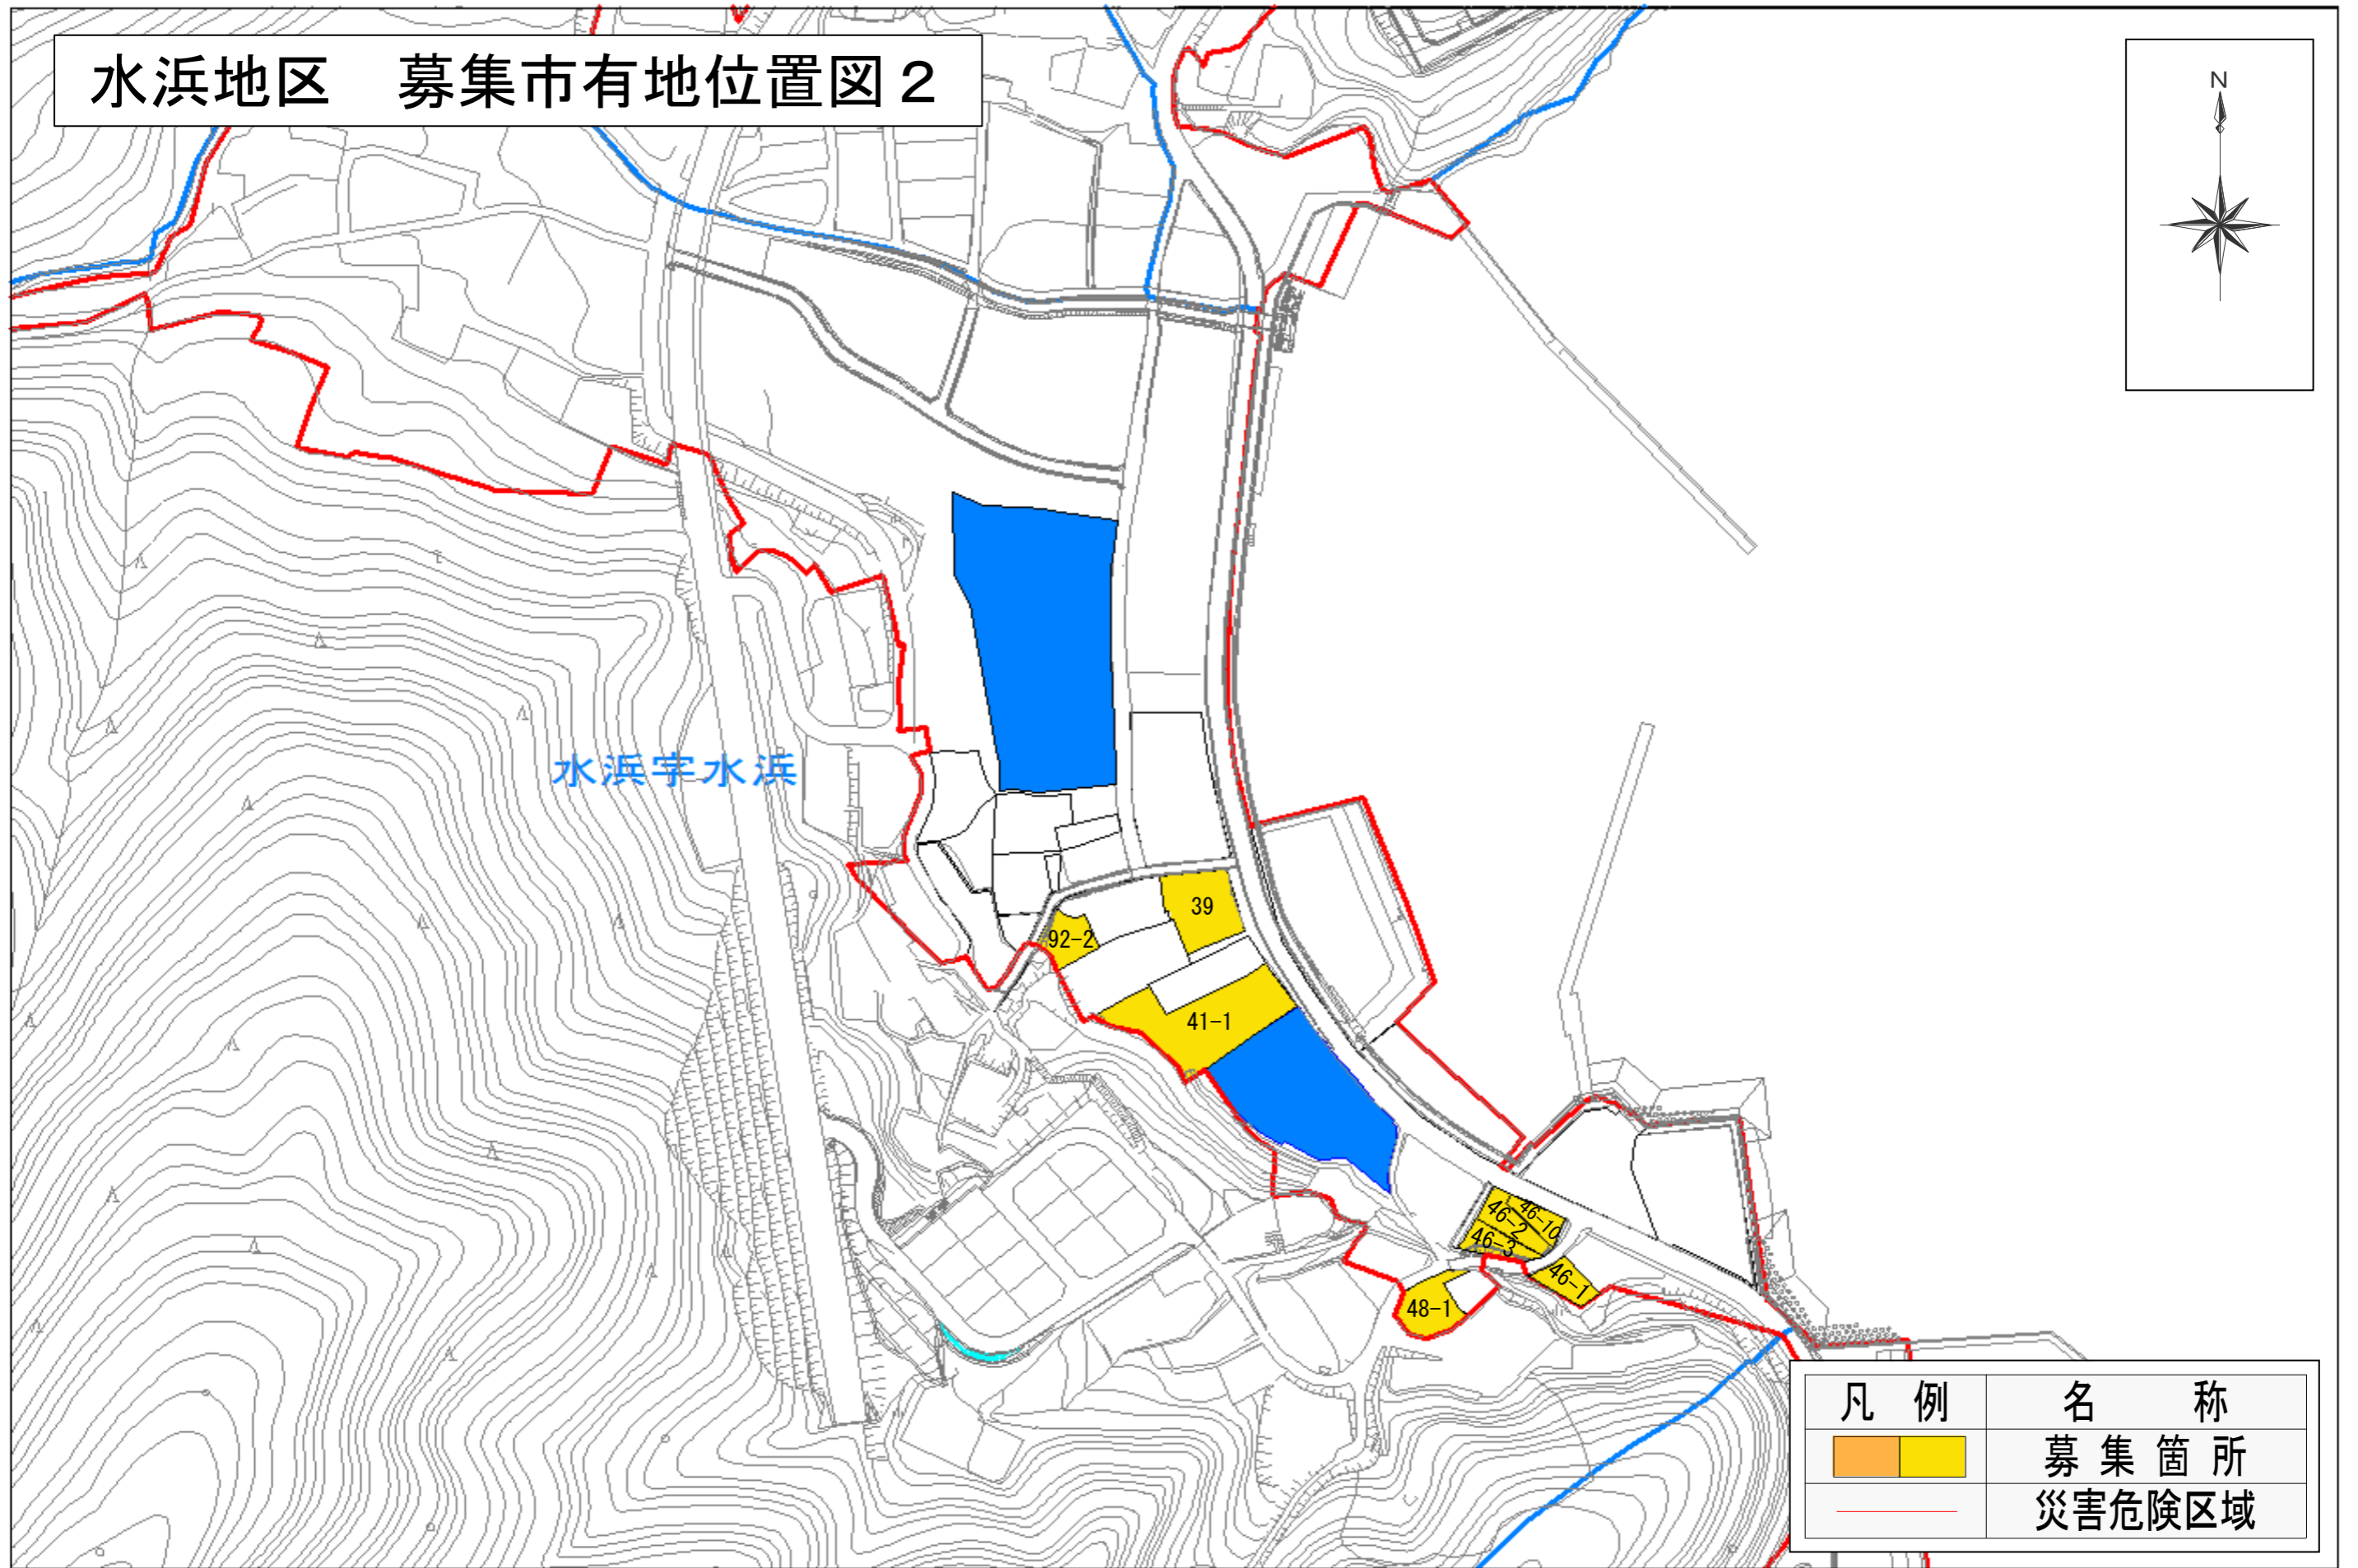 水浜地区　募集市有地位置図２
N
水浜字水浜
39
92-2
41-1
46-10
46-2
46-3
46-1
48-1
凡 例 名 称
募 集 箇 所
災害危険区域